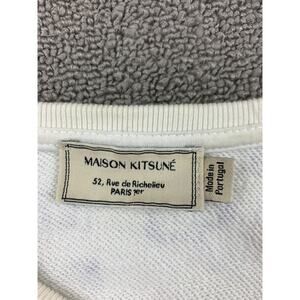 MAISON KITSUNÉ
52, Rue de Richelieu
PARIS 1er
Made in
Portugal